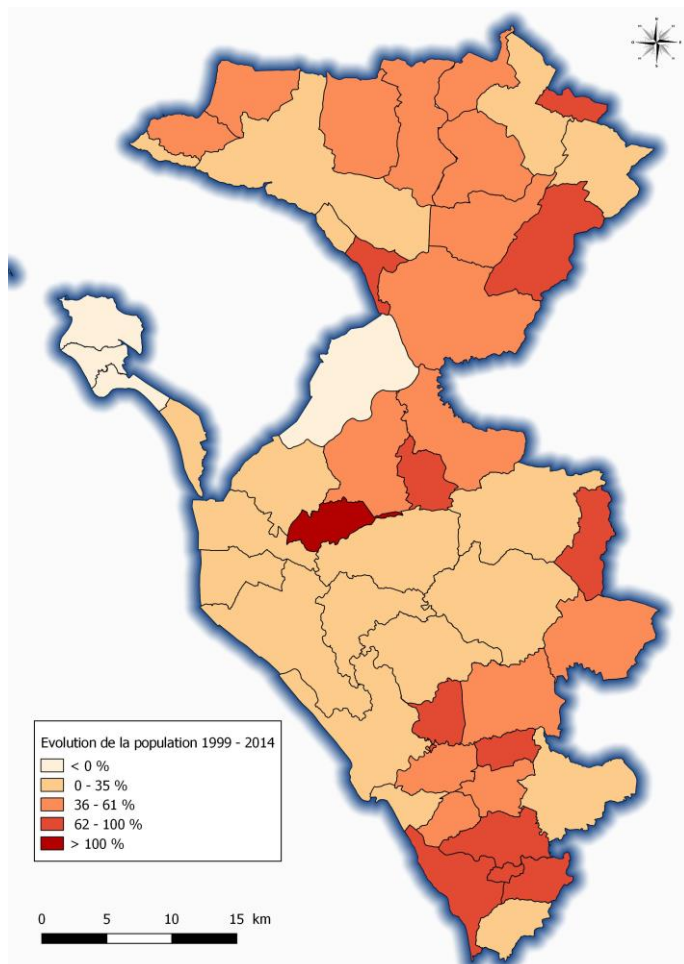 Evolution de la population 1999 - 2014
< 0 %
0 - 35 %
36 - 61 %
62 - 100 %
> 100 %
0 5 10 15 km